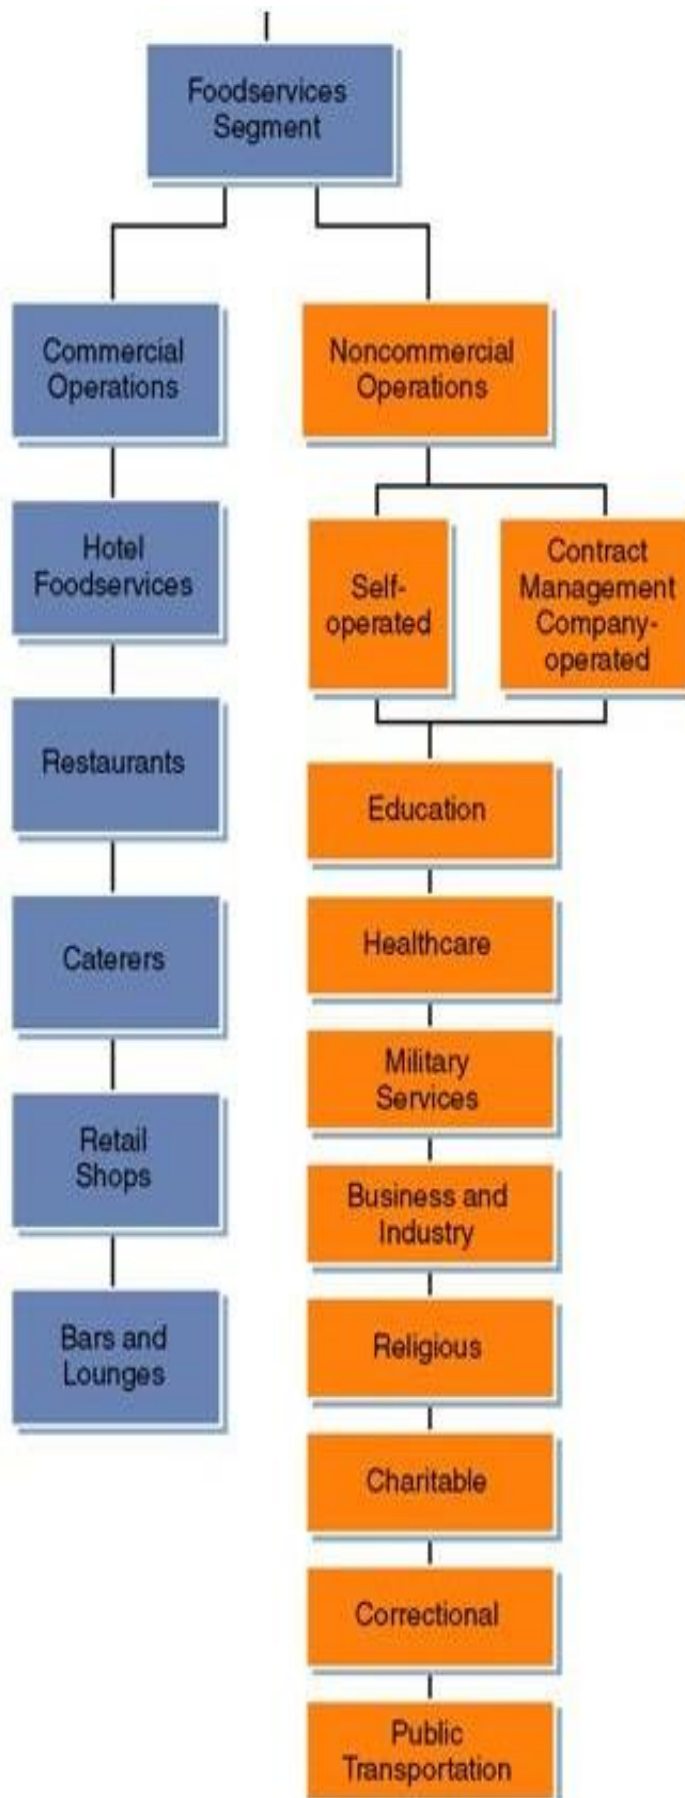 Foodservices
Segment
Commercial
Operations
Hotel
Foodservices
Restaurants
Caterers
Retail
Shops
Bars and
Lounges
Noncommercial
Operations
Self-
operated
Contract
Management
Company-
operated
Education
Healthcare
Military
Services
Business and
Industry
Religious
Charitable
Correctional
Public
Transportation